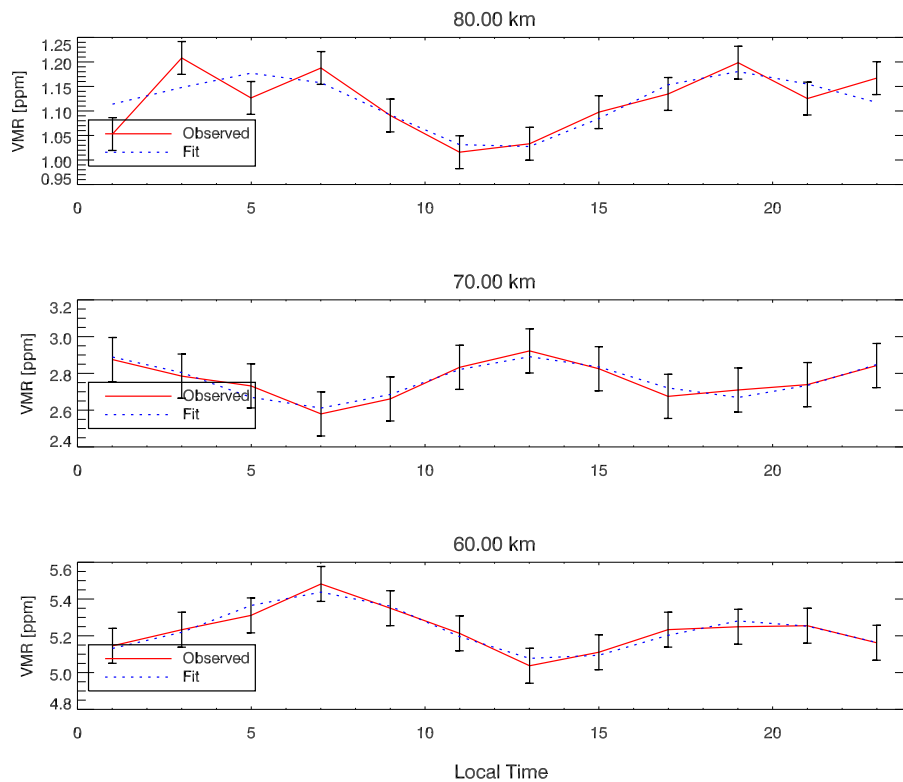 80.00 km
VMR [ppm]
1.25
1.20
1.15
1.10
1.05
1.00
0.95
Observed
Fit
0 5 10 15 20
70.00 km
VMR [ppm]
3.2
3.0
2.8
2.6
2.4
Observed
Fit
0 5 10 15 20
60.00 km
VMR [ppm]
5.6
5.4
5.2
5.0
4.8
Observed
Fit
0 5 10 15 20
Local Time